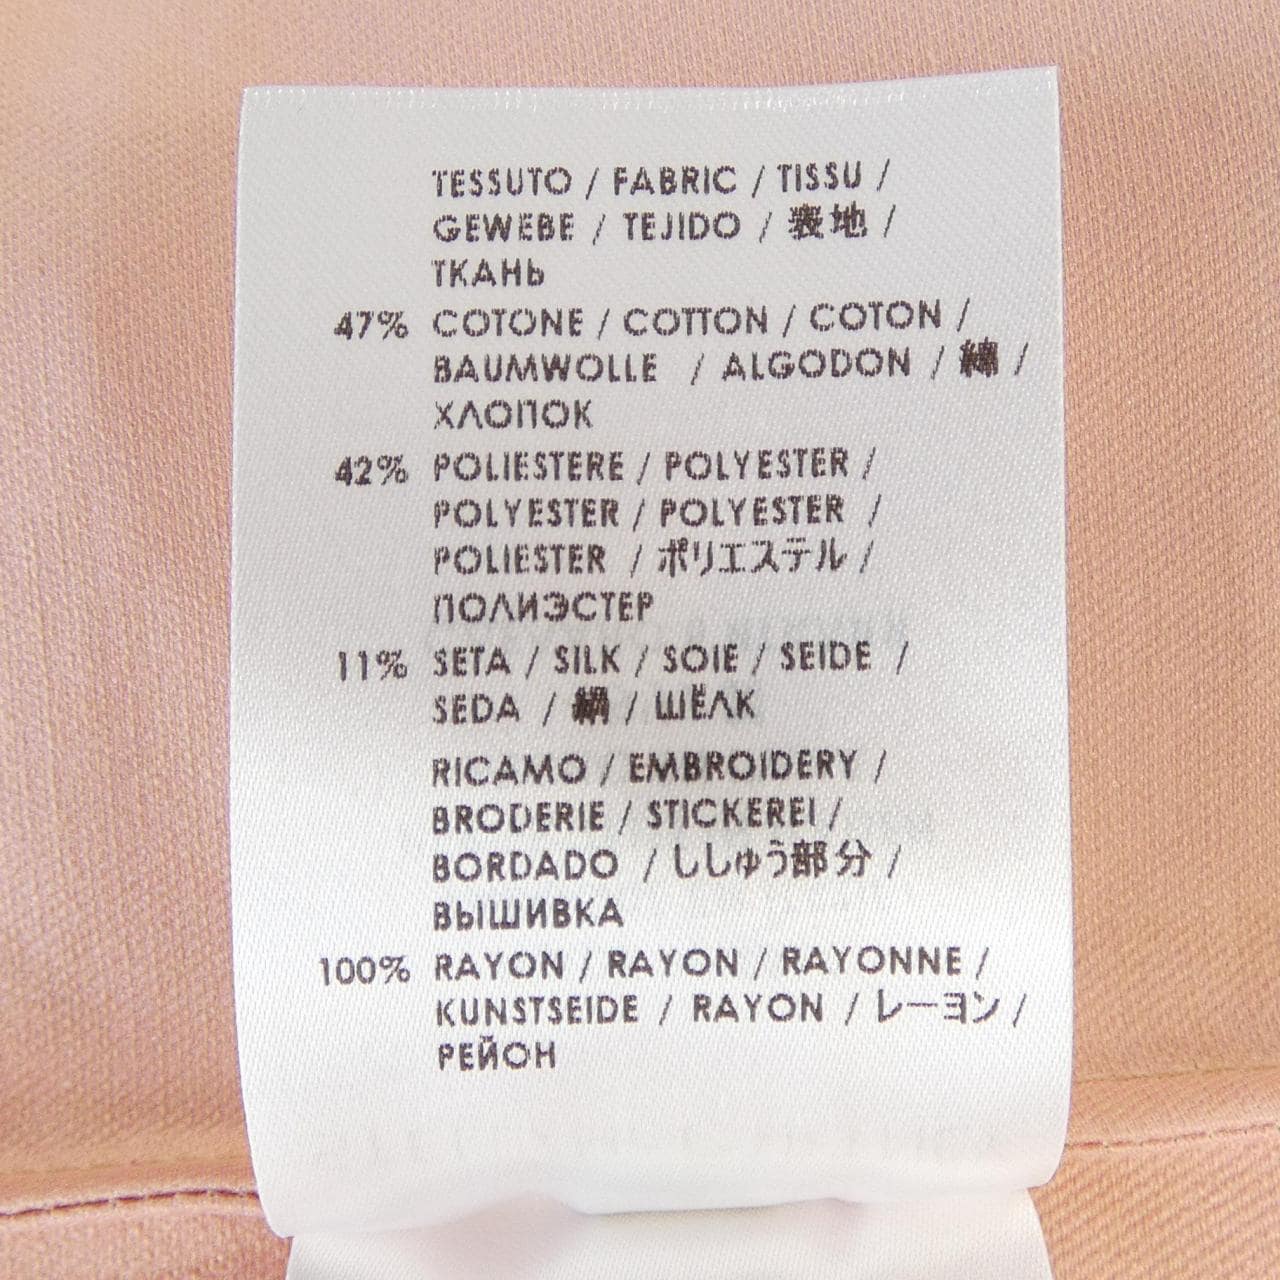 TESSUTO / FABRIC / TISSU /
GEWEBE / TEJIDO / 表地 /
ТКАНЬ
47% COTONE / COTTON / COTON /
BAUMWOLLE / ALGODON / 綿 /
ХЛОПОК
42% POLIESTERE / POLYESTER /
POLYESTER / POLYESTER /
POLIESTER / ポリエステル /
ПОЛИЭСТЕР
11% SETA / SILK / SOIE / SEIDE /
SEDA / 絹 / ШЁЛК
RICAMO / EMBROIDERY /
BRODERIE / STICKEREI /
BORDADO / ししゅう部分 /
ВЫШИВКА
100% RAYON / RAYON / RAYONNE /
KUNSTSEIDE / RAYON / レーヨン /
РЕЙОН